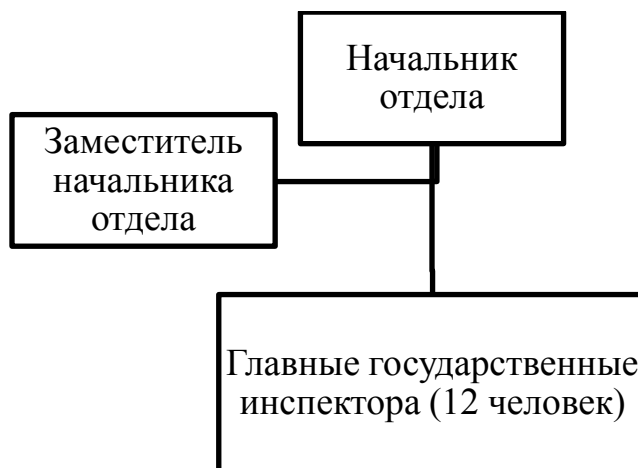 Начальник
отдела
Заместитель
начальника
отдела
Главные государственные
инспектора (12 человек)